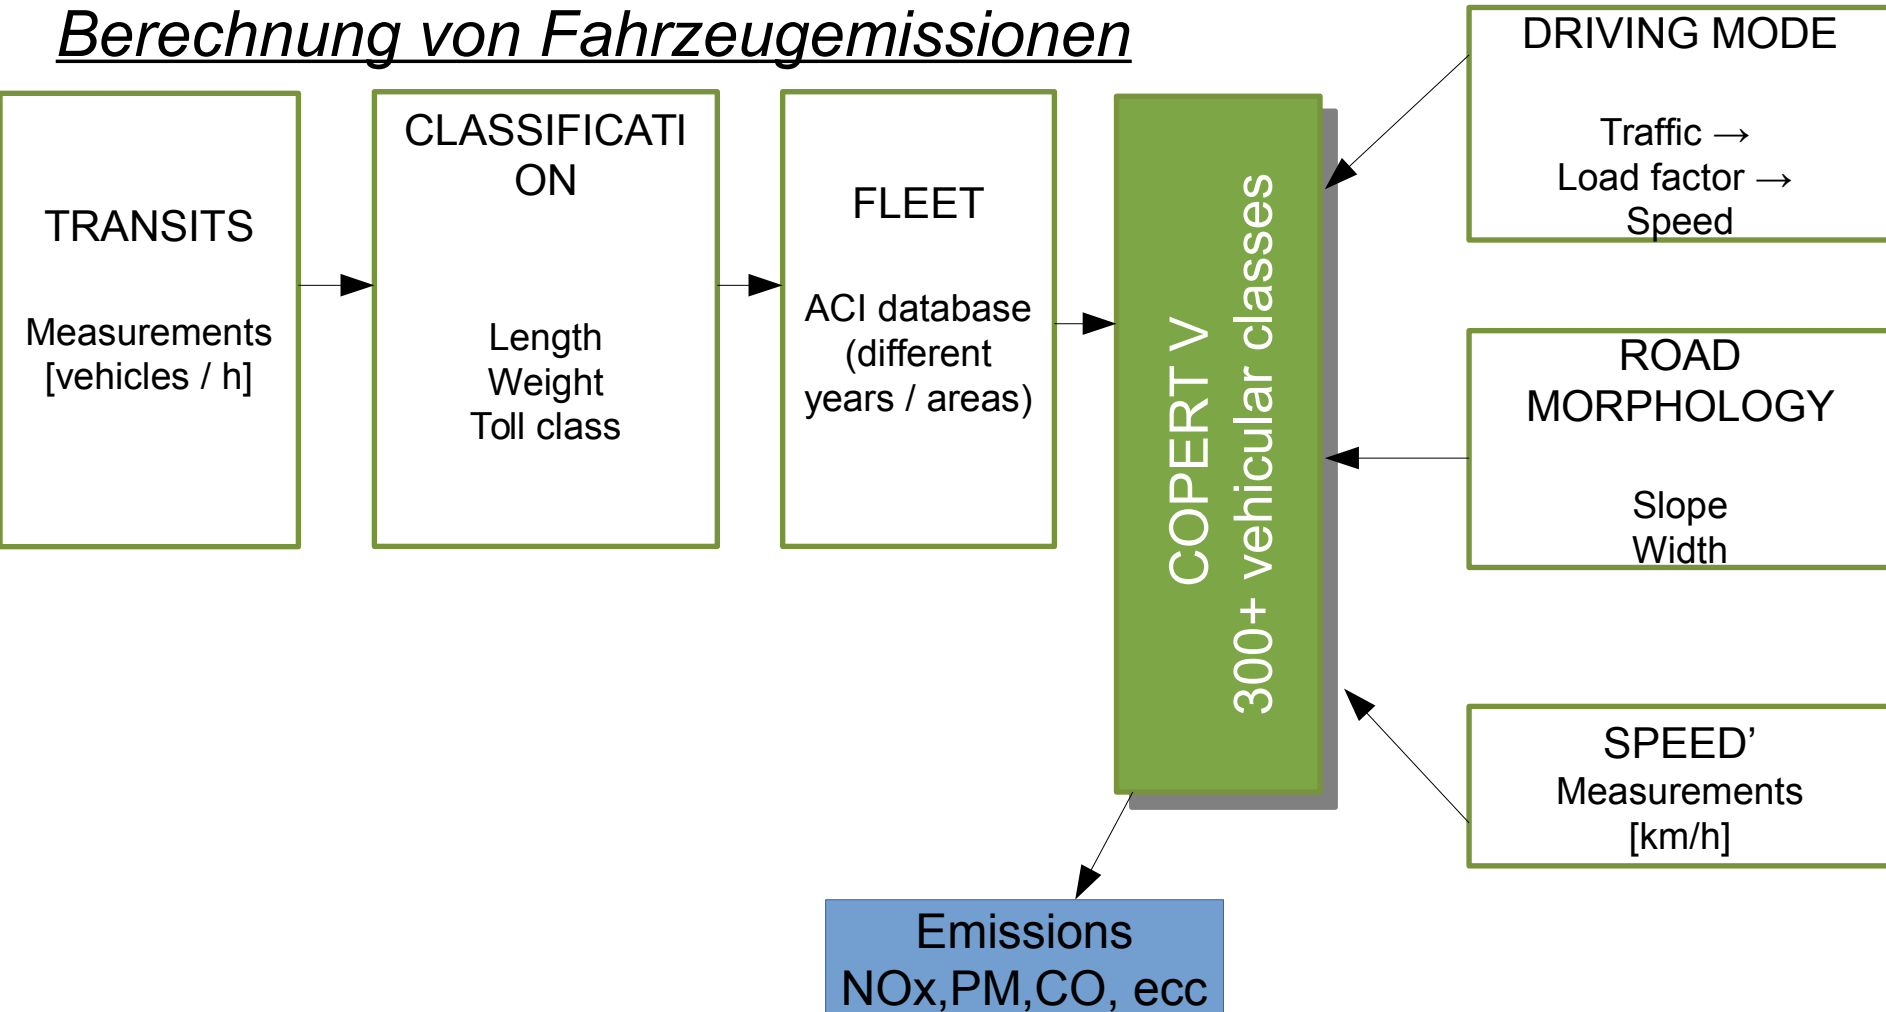 Berechnung von Fahrzeugemissionen
TRANSITS
Measurements
[vehicles / h]
CLASSIFICATI
ON
Length
Weight
Toll class
FLEET
ACI database
(different
years / areas)
COPERT V
300+ vehicular classes
DRIVING MODE
Traffic →
Load factor →
Speed
ROAD
MORPHOLOGY
Slope
Width
SPEED’
Measurements
[km/h]
Emissions
NOx,PM,CO, ecc